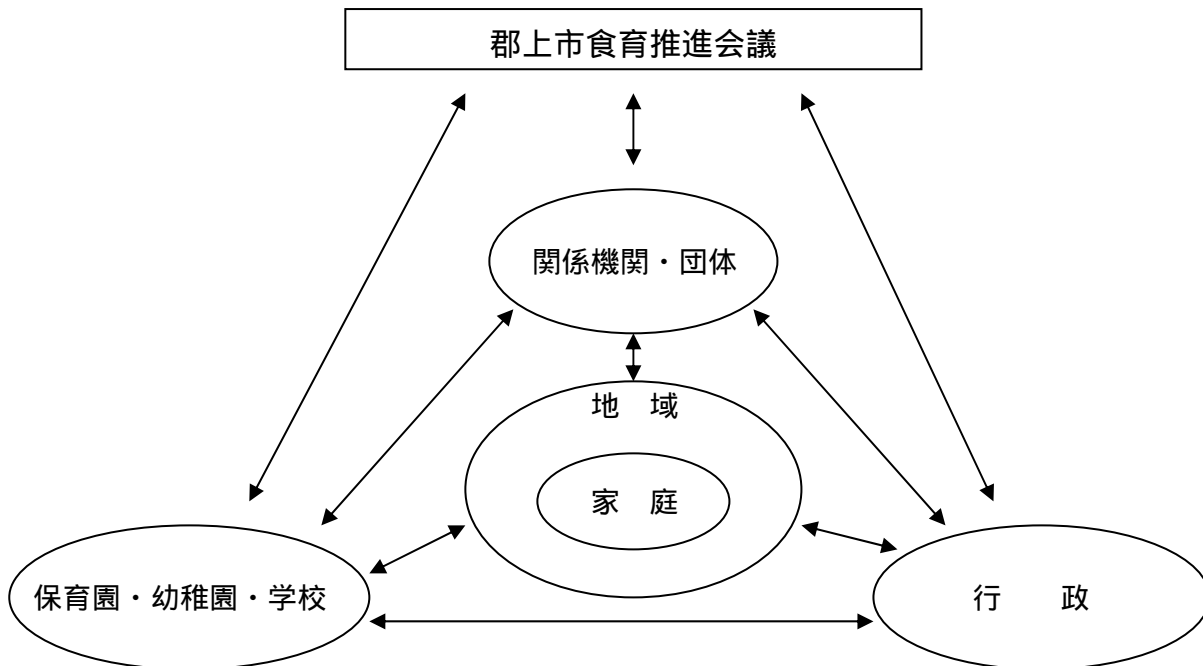 郡上市食育推進会議
関係機関・団体
地　域
家　庭
保育園・幼稚園・学校
行　　政